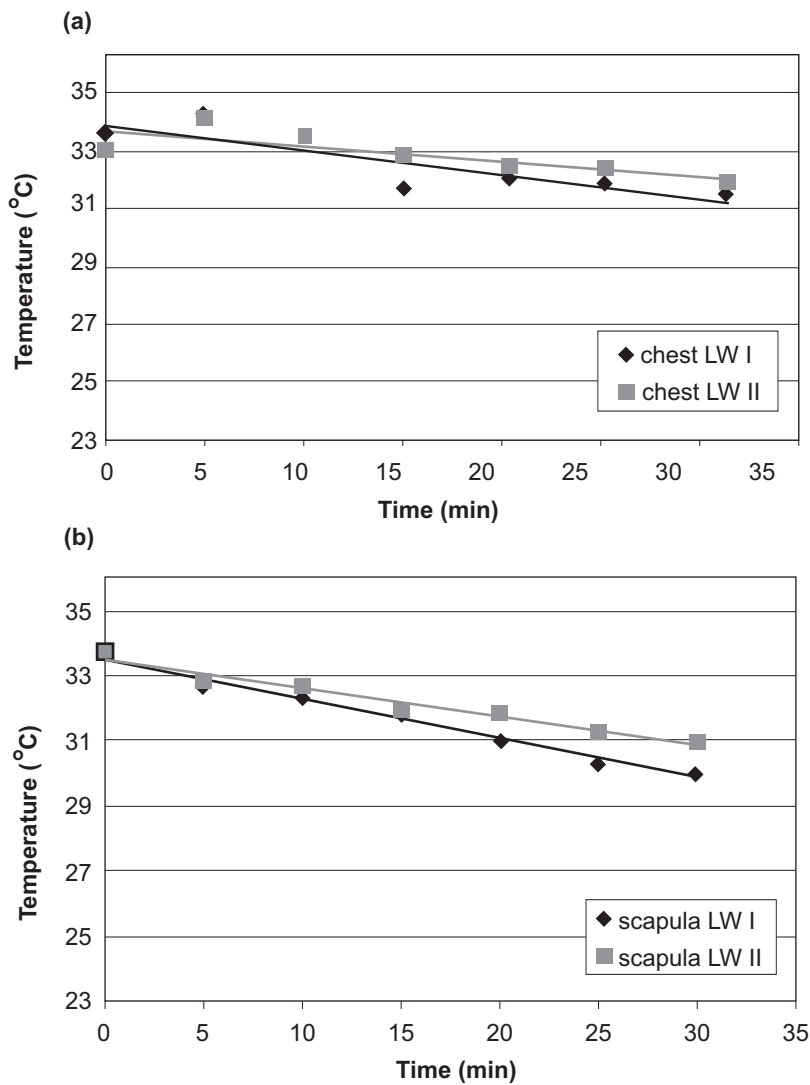 (a)
35
33
31
29
27
25
23
Temperature (°C)
chest LW I
chest LW II
0 5 10 15 20 25 30 35
Time (min)
(b)
35
33
31
29
27
25
23
Temperature (°C)
scapula LW I
scapula LW II
0 5 10 15 20 25 30 35
Time (min)